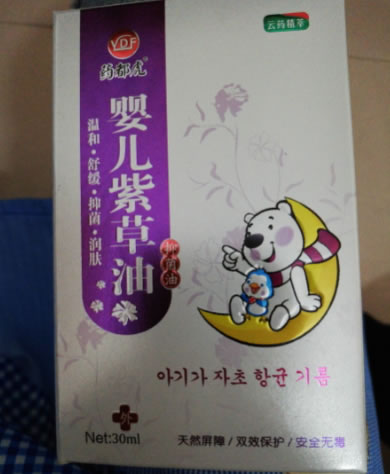 VDF
药都虎®
云药精萃
婴儿紫草油
抑菌油
温和·舒缓·抑菌·润肤
아기가 자초 항균 기름
外
Net:30ml
天然屏障/双效保护/安全无毒